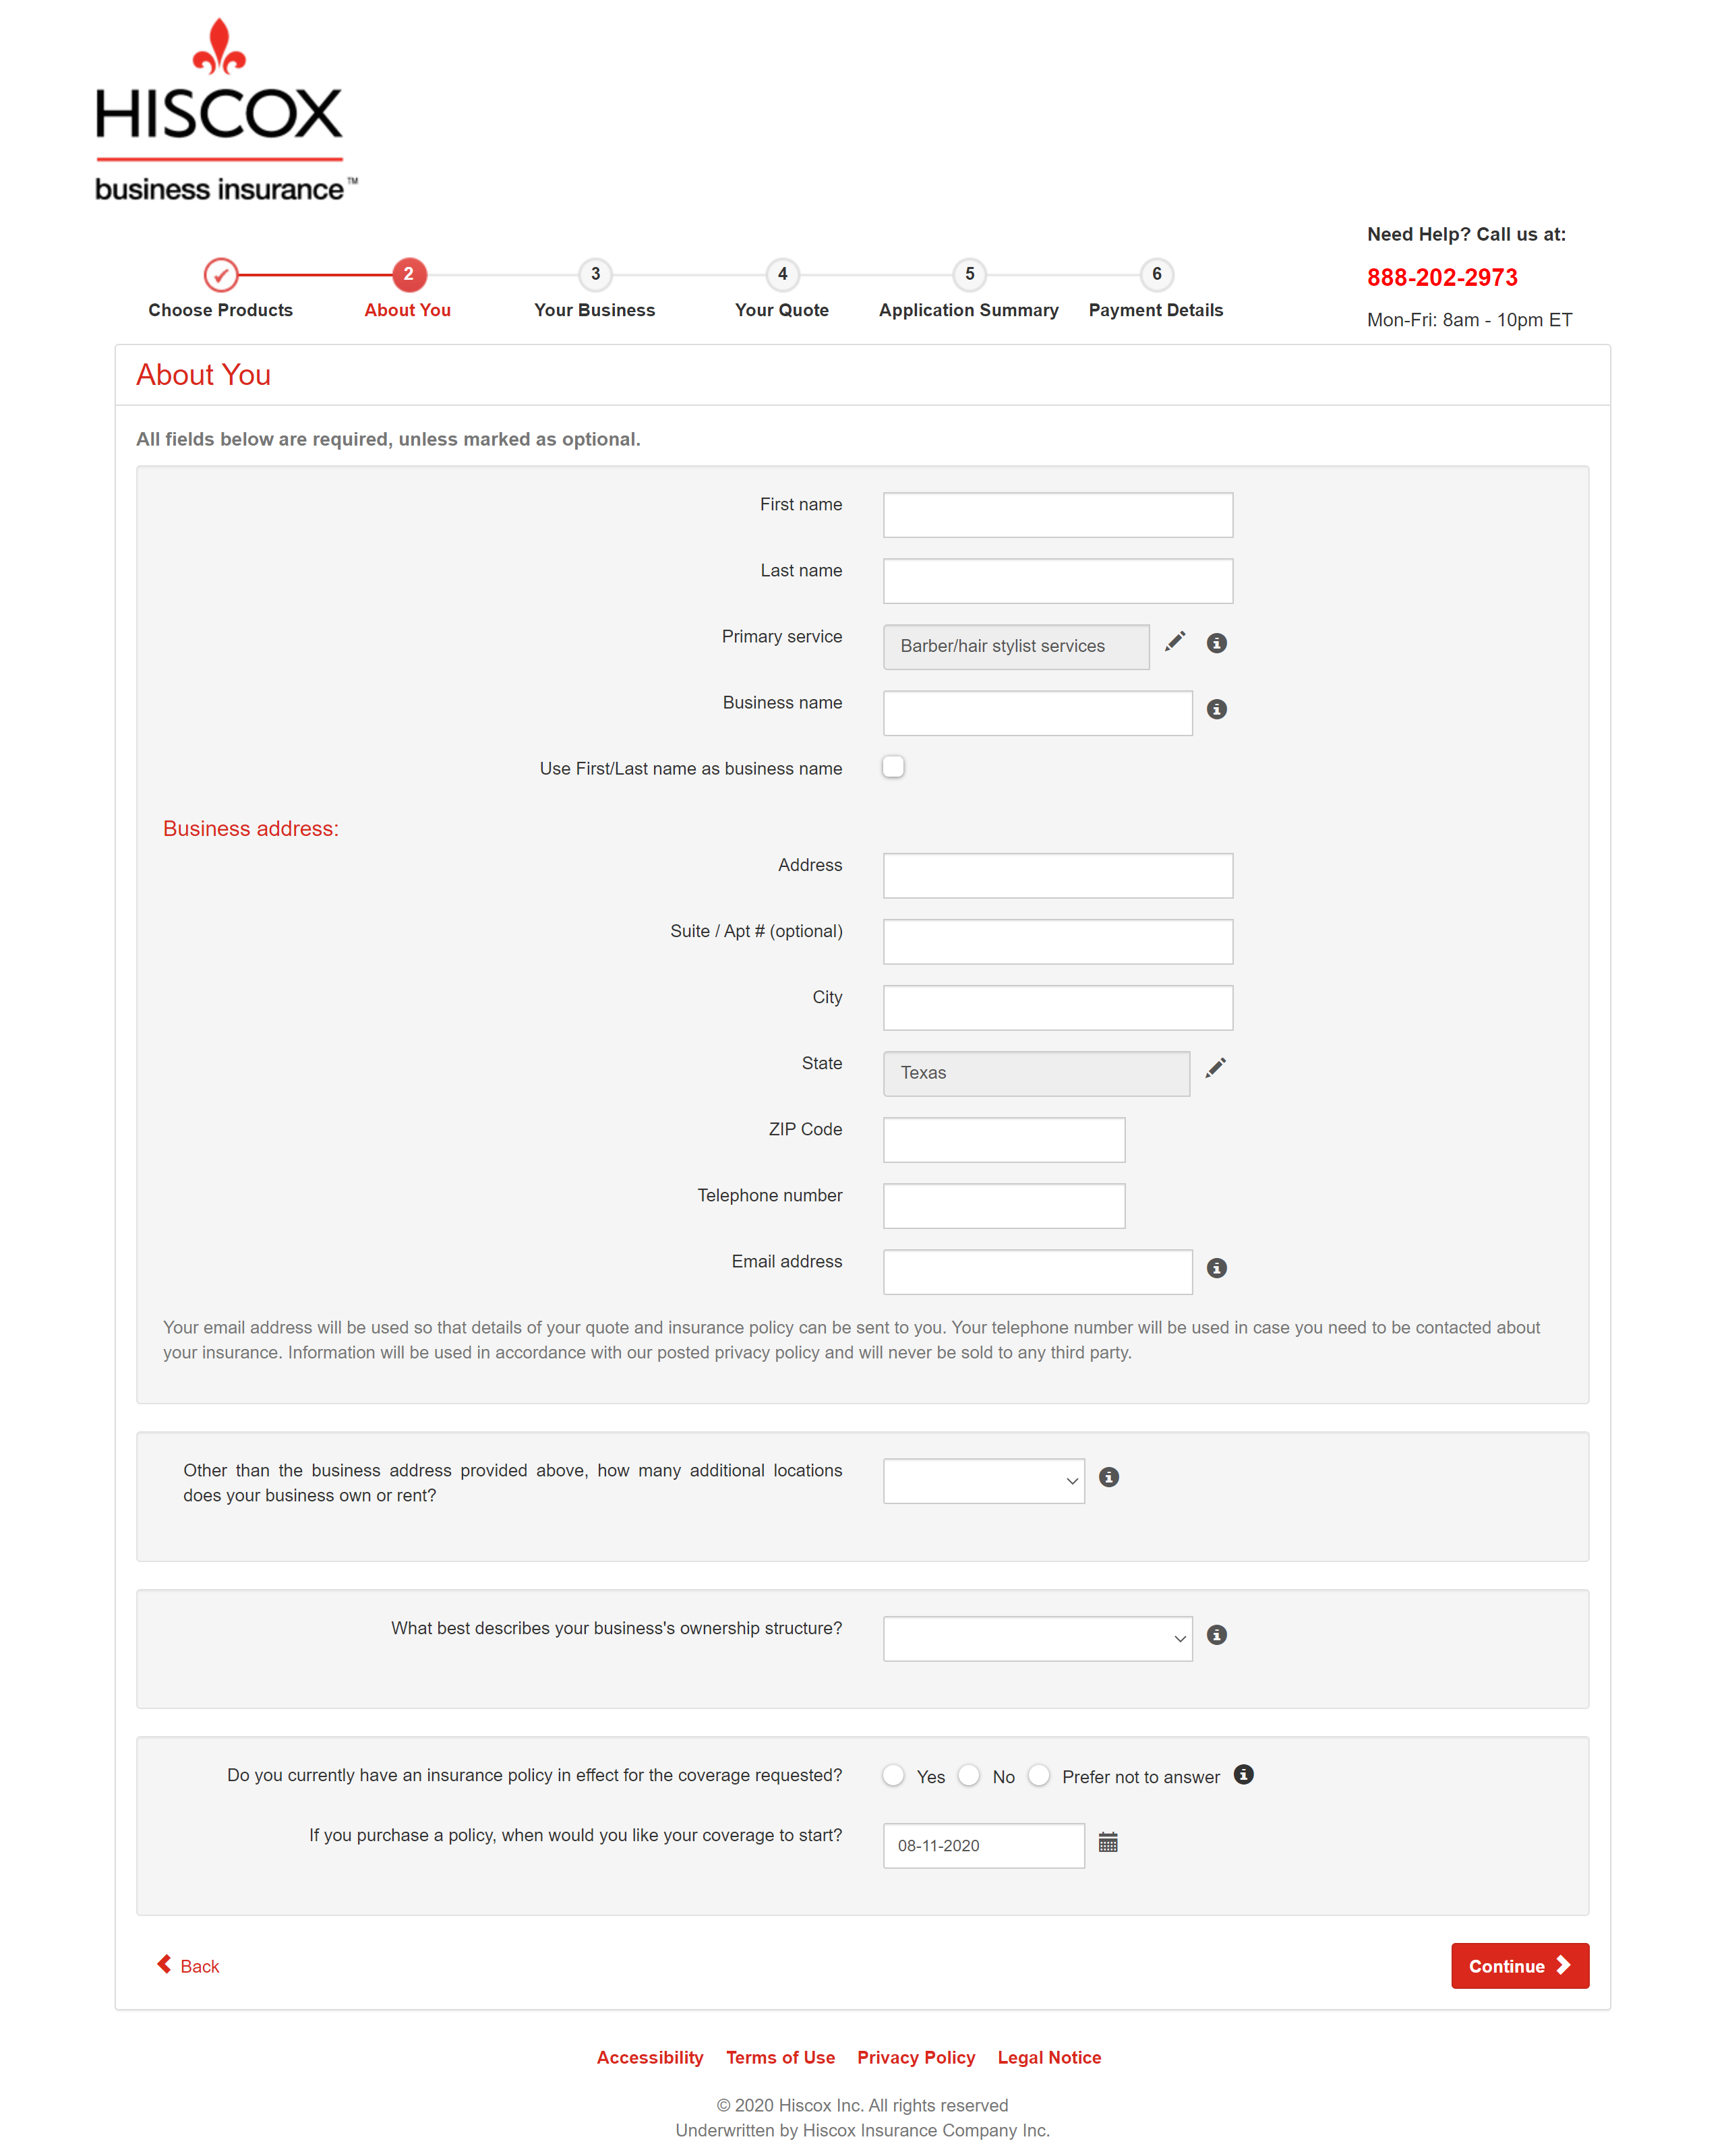 HISCOX
business insurance™
Need Help? Call us at:
888-202-2973
Mon-Fri: 8am - 10pm ET
2
3
4
5
6
Choose Products
About You
Your Business
Your Quote
Application Summary
Payment Details
About You
All fields below are required, unless marked as optional.
First name
Last name
Primary service
Barber/hair stylist services
Business name
Use First/Last name as business name
Business address:
Address
Suite / Apt # (optional)
City
State
Texas
ZIP Code
Telephone number
Email address
Your email address will be used so that details of your quote and insurance policy can be sent to you. Your telephone number will be used in case you need to be contacted about
your insurance. Information will be used in accordance with our posted privacy policy and will never be sold to any third party.
Other than the business address provided above, how many additional locations
does your business own or rent?
What best describes your business's ownership structure?
Do you currently have an insurance policy in effect for the coverage requested?
Yes
No
Prefer not to answer
If you purchase a policy, when would you like your coverage to start?
08-11-2020
Back
Continue
Accessibility
Terms of Use
Privacy Policy
Legal Notice
© 2020 Hiscox Inc. All rights reserved
Underwritten by Hiscox Insurance Company Inc.